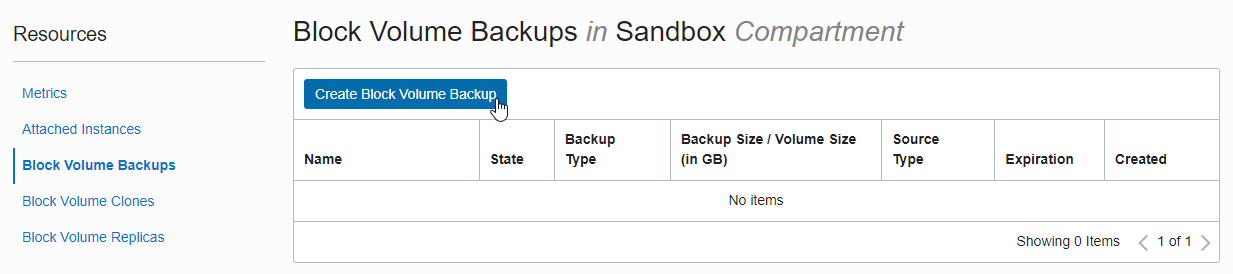 Resources
Metrics
Attached Instances
Block Volume Backups
Block Volume Clones
Block Volume Replicas
Block Volume Backups in Sandbox Compartment
Create Block Volume Backup
Name State Backup Type Backup Size / Volume Size (in GB) Source Type Expiration Created
No items
Showing 0 Items 1 of 1